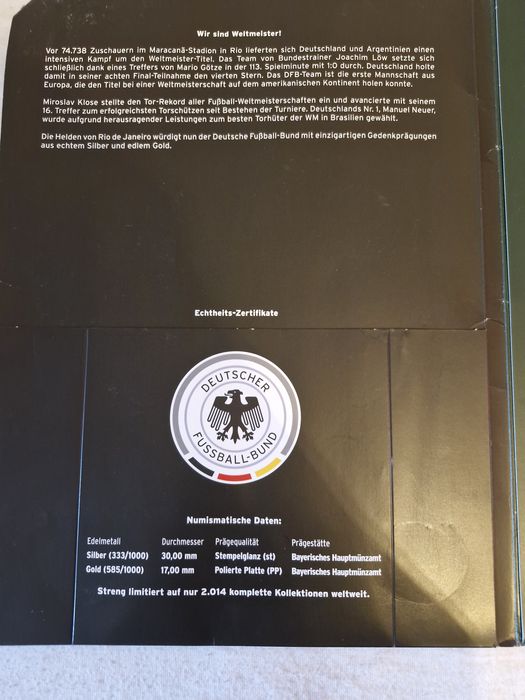 Wir sind Weltmeister!
Vor 74.738 Zuschauern im Maracanã-Stadion in Rio lieferten sich Deutschland und Argentinien einen
intensiven Kampf um den Weltmeister-Titel. Das Team von Bundestrainer Joachim Löw setzte sich
schließlich dank eines Treffers von Mario Götze in der 113. Spielminute mit 1:0 durch. Deutschland holte
damit in seiner achten Final-Teilnahme den vierten Stern. Das DFB-Team ist die erste Mannschaft aus
Europa, die den Titel bei einer Weltmeisterschaft auf dem amerikanischen Kontinent holen konnte.
Miroslav Klose stellte den Tor-Rekord aller Fußball-Weltmeisterschaften ein und avancierte mit seinem
16. Treffer zum erfolgreichsten Torschützen seit Bestehen der Turniere. Deutschlands Nr. 1, Manuel Neuer,
wurde aufgrund herausragender Leistungen zum besten Torhüter der WM in Brasilien gewählt.
Die Helden von Rio de Janeiro würdigt nun der Deutsche Fußball-Bund mit einzigartigen Gedenkprägungen
aus echtem Silber und edlem Gold.
Echtheits-Zertifikate
DEUTSCHER
FUSSBALL-BUND
Numismatische Daten:
Edelmetall Durchmesser Prägequalität Prägestätte
Silber (333/1000) 30,00 mm Stempelglanz (st) Bayerisches Hauptmünzamt
Gold (585/1000) 17,00 mm Polierte Platte (PP) Bayerisches Hauptmünzamt
Streng limitiert auf nur 2.014 komplette Kollektionen weltweit.